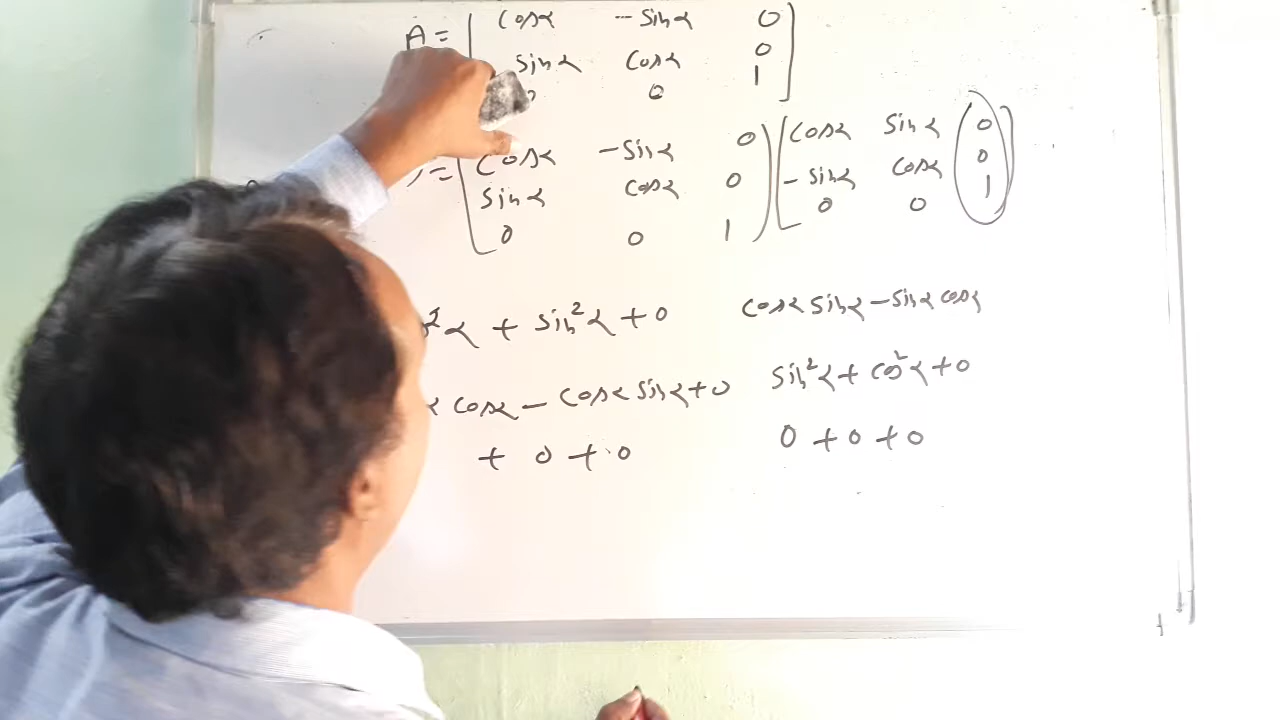 A = [ cosα -sinα 0
sinα cosα 0
0 0 1 ]
= [ cosα -sinα 0 ) [ cosα sinα 0 )
sinα cosα 0 -sinα cosα 0
0 0 1 0 0 1
²α + sin²α + 0 cosα sinα - sinα cosα
α cosα - cosα sinα + 0 sin²α + cos²α + 0
+ 0 + 0 0 + 0 + 0